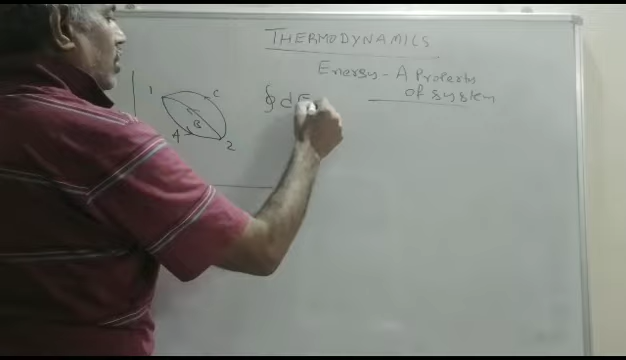 THERMODYNAMICS
Energy - A Property
of system
1
C
B
A
2
∮ dE